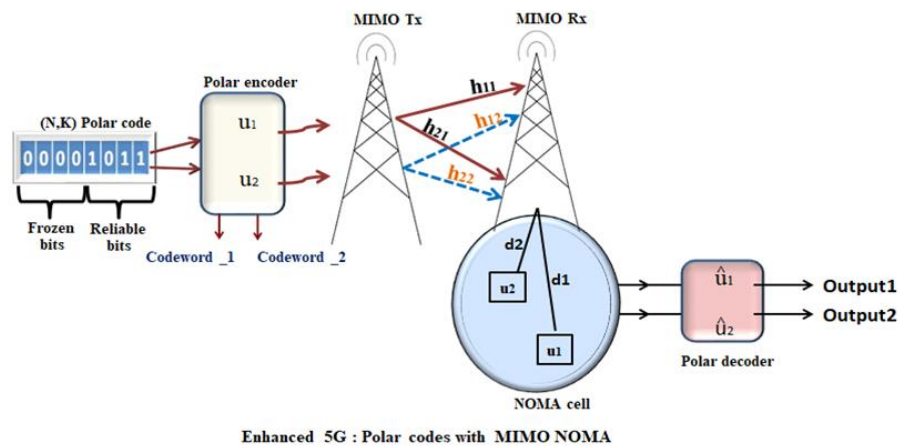 MIMO Tx
MIMO Rx
Polar encoder
(N,K) Polar code
0 0 0 0 1 0 1 1
Frozen bits
Reliable bits
u1
u2
Codeword _1
Codeword _2
h11
h12
h21
h22
d2
d1
u2
u1
NOMA cell
û1
û2
Polar decoder
Output1
Output2
Enhanced 5G : Polar codes with MIMO NOMA